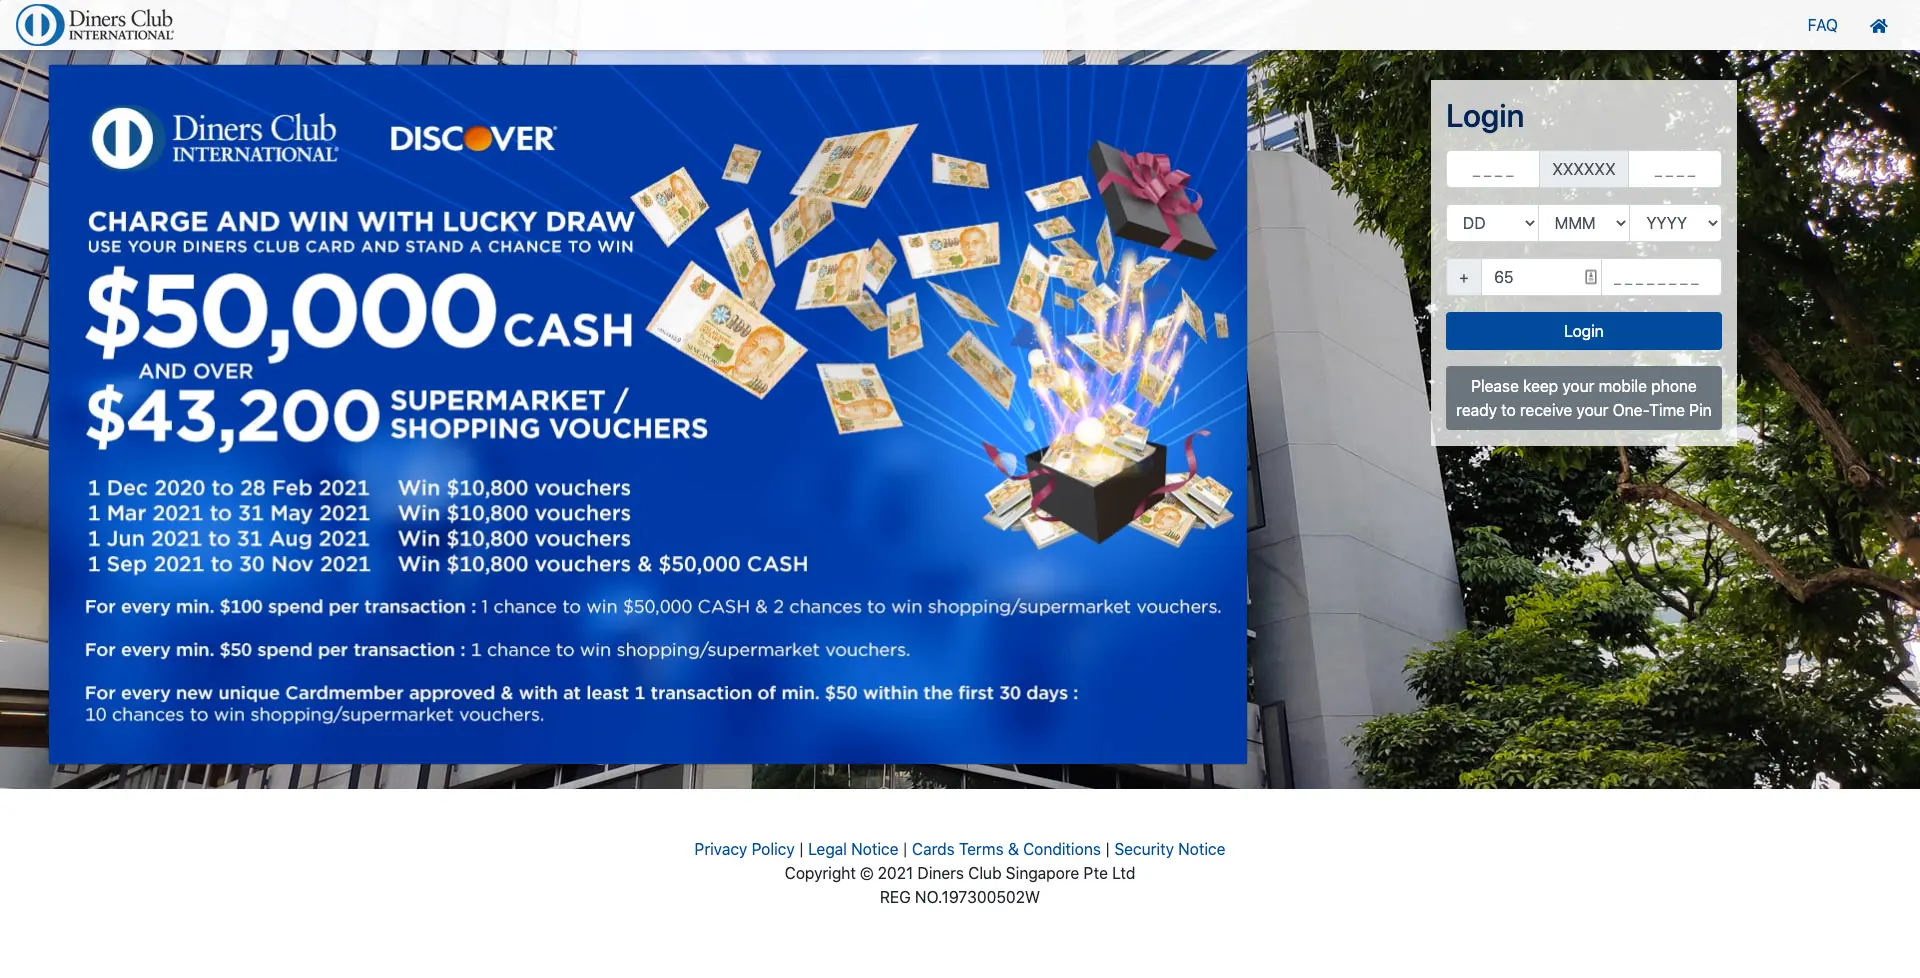 Diners Club
INTERNATIONAL
FAQ
Diners Club
INTERNATIONAL
DISCOVER
CHARGE AND WIN WITH LUCKY DRAW
USE YOUR DINERS CLUB CARD AND STAND A CHANCE TO WIN
$50,000 CASH
AND OVER
$43,200 SUPERMARKET /
SHOPPING VOUCHERS
1 Dec 2020 to 28 Feb 2021 Win $10,800 vouchers
1 Mar 2021 to 31 May 2021 Win $10,800 vouchers
1 Jun 2021 to 31 Aug 2021 Win $10,800 vouchers
1 Sep 2021 to 30 Nov 2021 Win $10,800 vouchers & $50,000 CASH
For every min. $100 spend per transaction : 1 chance to win $50,000 CASH & 2 chances to win shopping/supermarket vouchers.
For every min. $50 spend per transaction : 1 chance to win shopping/supermarket vouchers.
For every new unique Cardmember approved & with at least 1 transaction of min. $50 within the first 30 days :
10 chances to win shopping/supermarket vouchers.
Login
_ _ _ _ XXXXXX _ _ _ _
DD MMM YYYY
+ 65 _ _ _ _ _ _ _ _
Login
Please keep your mobile phone
ready to receive your One-Time Pin
Privacy Policy | Legal Notice | Cards Terms & Conditions | Security Notice
Copyright © 2021 Diners Club Singapore Pte Ltd
REG NO.197300502W